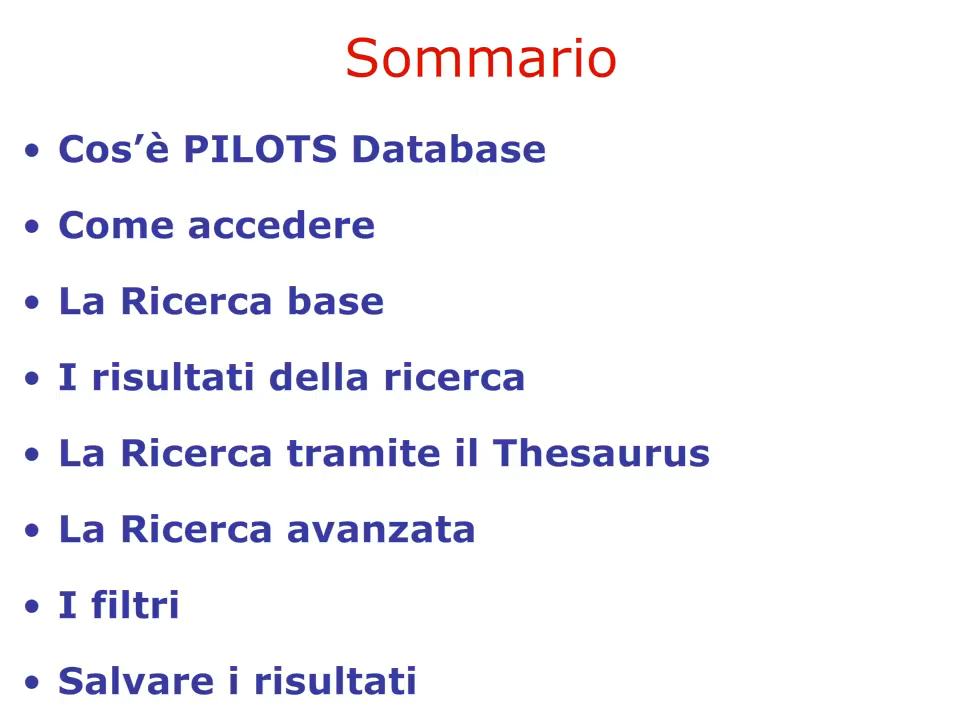 Sommario
• Cos’è PILOTS Database
• Come accedere
• La Ricerca base
• I risultati della ricerca
• La Ricerca tramite il Thesaurus
• La Ricerca avanzata
• I filtri
• Salvare i risultati